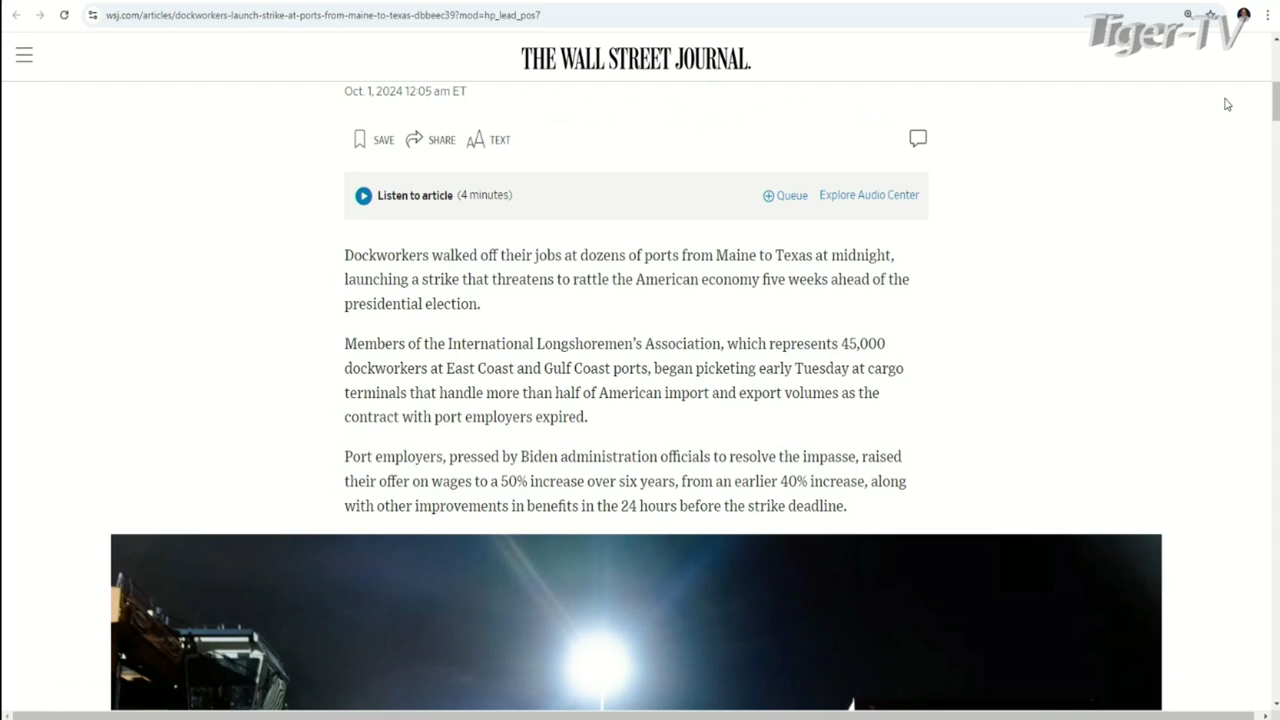 wsj.com/articles/dockworkers-launch-strike-at-ports-from-maine-to-texas-dbbeec39?mod=hp_lead_pos7
Tiger-TV
THE WALL STREET JOURNAL.
Oct. 1, 2024 12:05 am ET
SAVE SHARE AA TEXT
Listen to article (4 minutes) Queue Explore Audio Center
Dockworkers walked off their jobs at dozens of ports from Maine to Texas at midnight,
launching a strike that threatens to rattle the American economy five weeks ahead of the
presidential election.
Members of the International Longshoremen's Association, which represents 45,000
dockworkers at East Coast and Gulf Coast ports, began picketing early Tuesday at cargo
terminals that handle more than half of American import and export volumes as the
contract with port employers expired.
Port employers, pressed by Biden administration officials to resolve the impasse, raised
their offer on wages to a 50% increase over six years, from an earlier 40% increase, along
with other improvements in benefits in the 24 hours before the strike deadline.